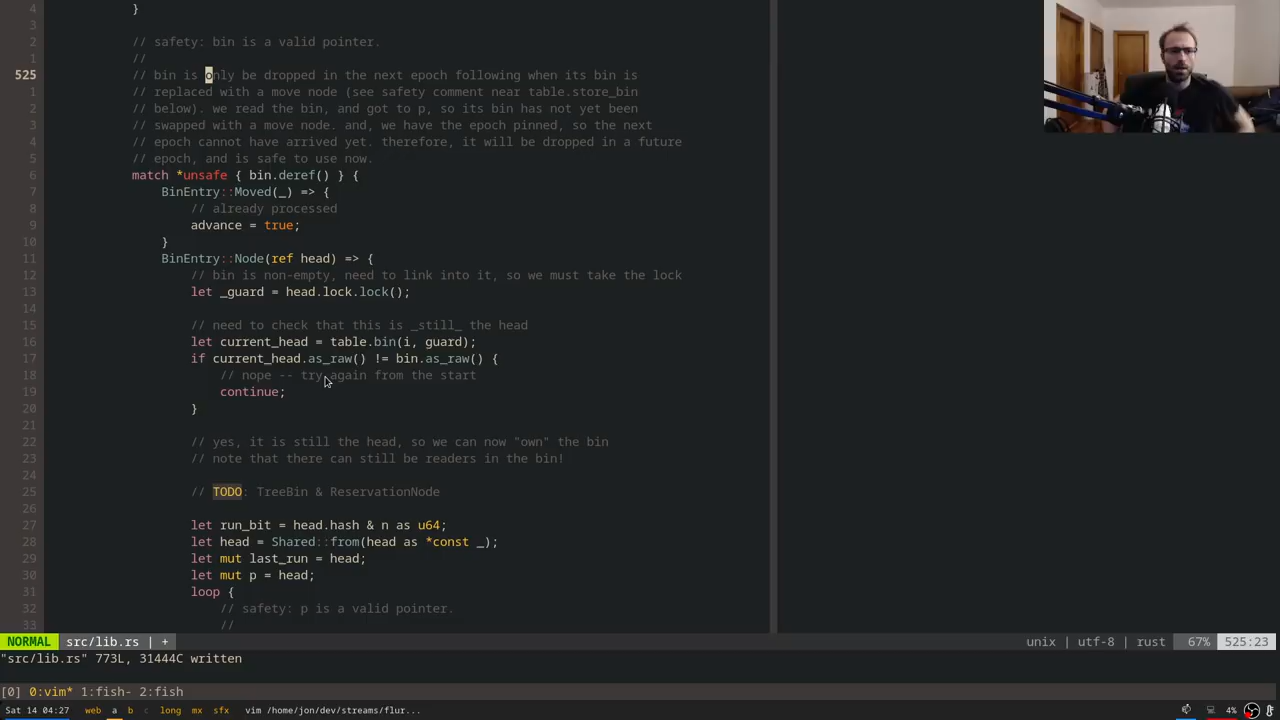 4 }
3
2 // safety: bin is a valid pointer.
1 //
525 // bin is only be dropped in the next epoch following when its bin is
1 // replaced with a move node (see safety comment near table.store_bin
2 // below). we read the bin, and got to p, so its bin has not yet been
3 // swapped with a move node. and, we have the epoch pinned, so the next
4 // epoch cannot have arrived yet. therefore, it will be dropped in a future
5 // epoch, and is safe to use now.
6 match *unsafe { bin.deref() } {
7 BinEntry::Moved(_) => {
8 // already processed
9 advance = true;
10 }
11 BinEntry::Node(ref head) => {
12 // bin is non-empty, need to link into it, so we must take the lock
13 let _guard = head.lock.lock();
14
15 // need to check that this is _still_ the head
16 let current_head = table.bin(i, guard);
17 if current_head.as_raw() != bin.as_raw() {
18 // nope -- try again from the start
19 continue;
20 }
21
22 // yes, it is still the head, so we can now "own" the bin
23 // note that there can still be readers in the bin!
24
25 // TODO: TreeBin & ReservationNode
26
27 let run_bit = head.hash & n as u64;
28 let head = Shared::from(head as *const _);
29 let mut last_run = head;
30 let mut p = head;
31 loop {
32 // safety: p is a valid pointer.
33 //
NORMAL src/lib.rs | + unix | utf-8 | rust 67% 525:23
"src/lib.rs" 773L, 31444C written
[0] 0:vim* 1:fish- 2:fish
Sat 14 04:27 web a b c long mx sfx vim /home/jon/dev/streams/flur... 4%